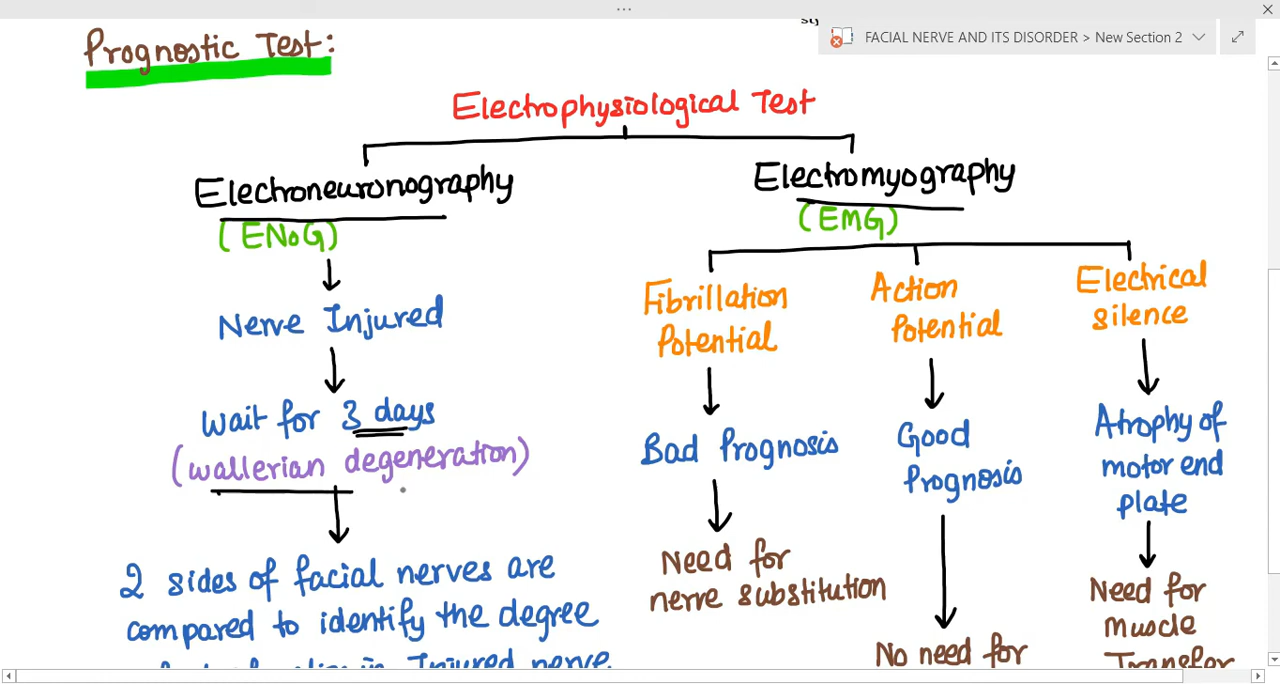 ...
FACIAL NERVE AND ITS DISORDER > New Section 2
Prognostic Test:
Electrophysiological Test
Electroneuronography
(ENoG)
Nerve Injured
Wait for 3 days
(wallerian degeneration)
2 sides of facial nerves are
compared to identify the degree
Injured nerve
Electromyography
(EMG)
Fibrillation
Potential
Bad Prognosis
Need for
nerve substitution
Action
Potential
Good
Prognosis
No need for
Electrical
silence
Atrophy of
motor end
plate
Need for
Muscle
Transfer